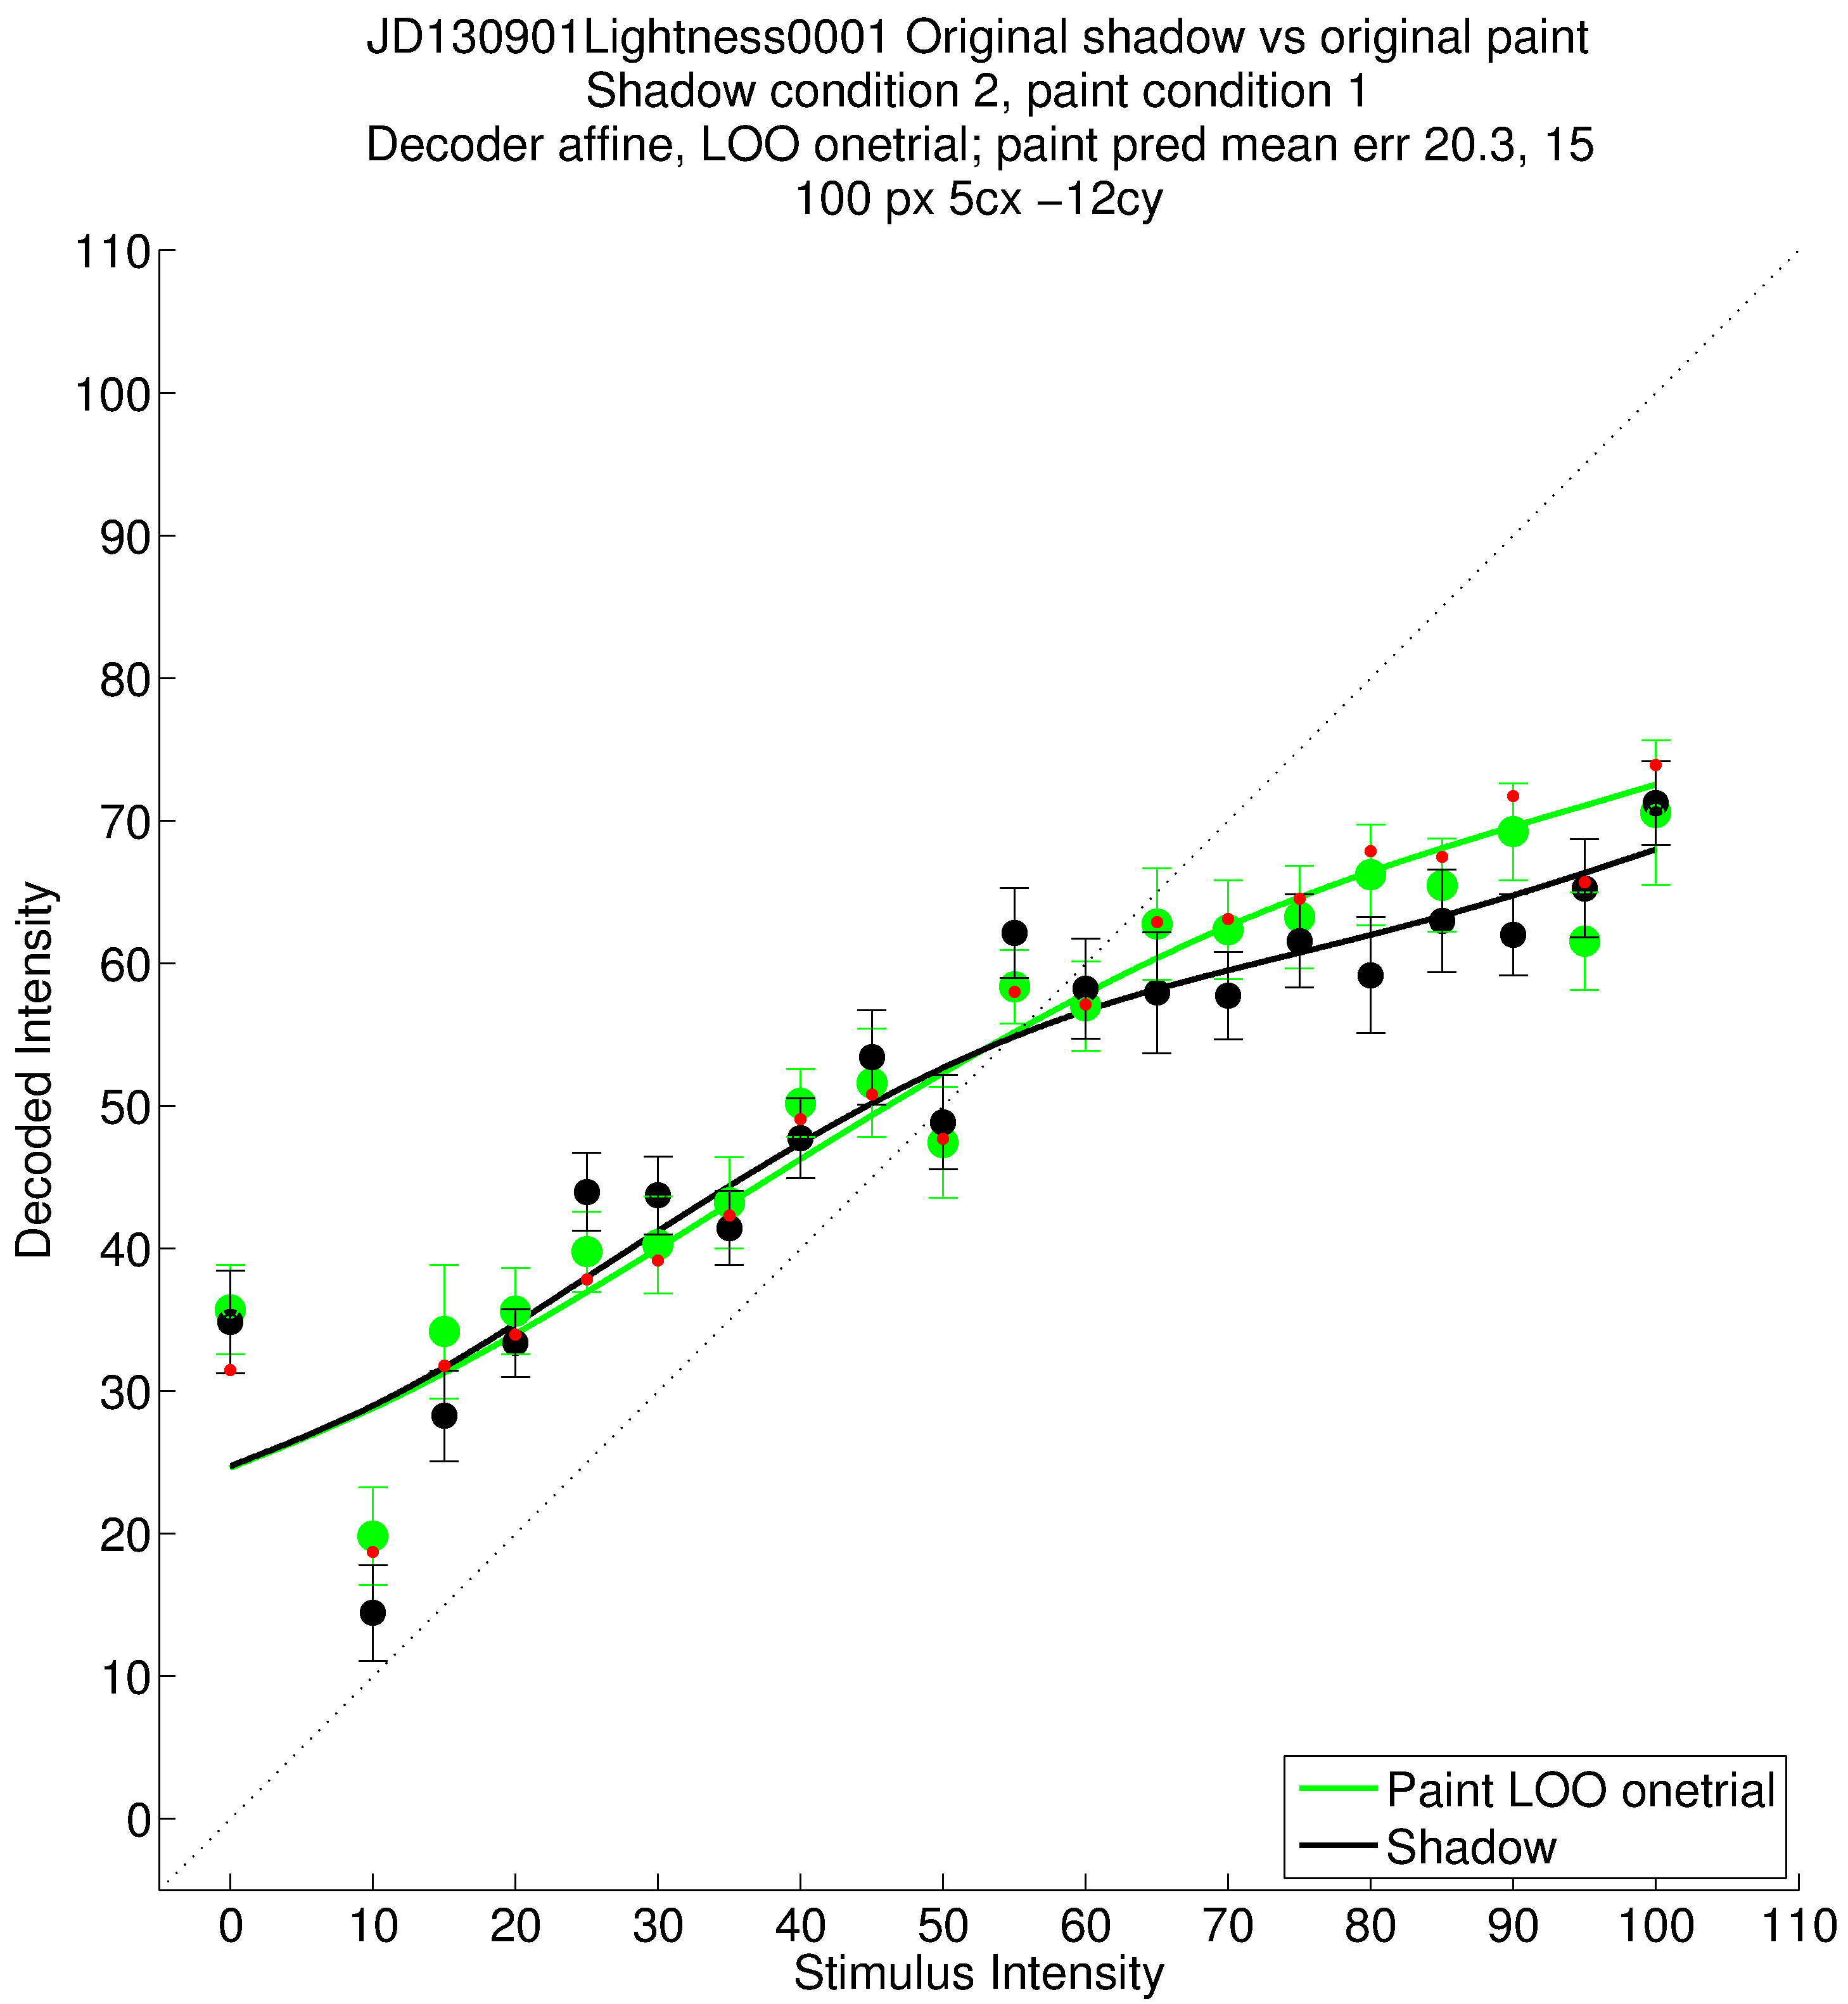 JD130901Lightness0001 Original shadow vs original paint
Shadow condition 2, paint condition 1
Decoder affine, LOO onetrial; paint pred mean err 20.3, 15
100 px 5cx −12cy
110
100
90
80
70
60
50
40
30
20
10
0
Decoded Intensity
Paint LOO onetrial
Shadow
0 10 20 30 40 50 60 70 80 90 100 110
Stimulus Intensity